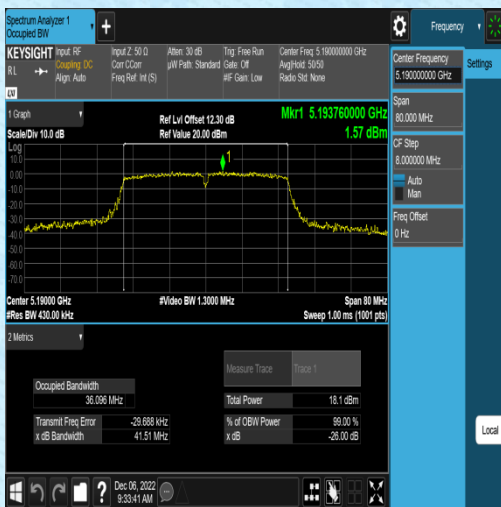 Spectrum Analyzer 1
Occupied BW
Frequency
KEYSIGHT Input: RF Input Z: 50 Ω Atten: 30 dB Trig: Free Run Center Freq: 5.190000000 GHz
RL Coupling: DC Corr CCorr µW Path: Standard Gate: Off Avg|Hold: 50/50
Align: Auto Freq Ref: Int (S) #IF Gain: Low Radio Std: None
1 Graph
Scale/Div 10.0 dB
Ref Lvl Offset 12.30 dB
Ref Value 20.00 dBm
Mkr1 5.193760000 GHz
1.57 dBm
Log
10.0
0.00
-10.0
-20.0
-30.0
-40.0
-50.0
-60.0
-70.0
1
Center 5.19000 GHz
#Res BW 430.00 kHz
#Video BW 1.3000 MHz
Span 80 MHz
Sweep 1.00 ms (1001 pts)
2 Metrics
Measure Trace Trace 1
Occupied Bandwidth
36.096 MHz
Total Power 18.1 dBm
Transmit Freq Error -29.688 kHz
% of OBW Power 99.00 %
x dB Bandwidth 41.51 MHz
x dB -26.00 dB
Dec 06, 2022
9:33:41 AM
Center Frequency
5.190000000 GHz
Settings
Span
80.000 MHz
CF Step
8.000000 MHz
Auto
Man
Freq Offset
0 Hz
Local